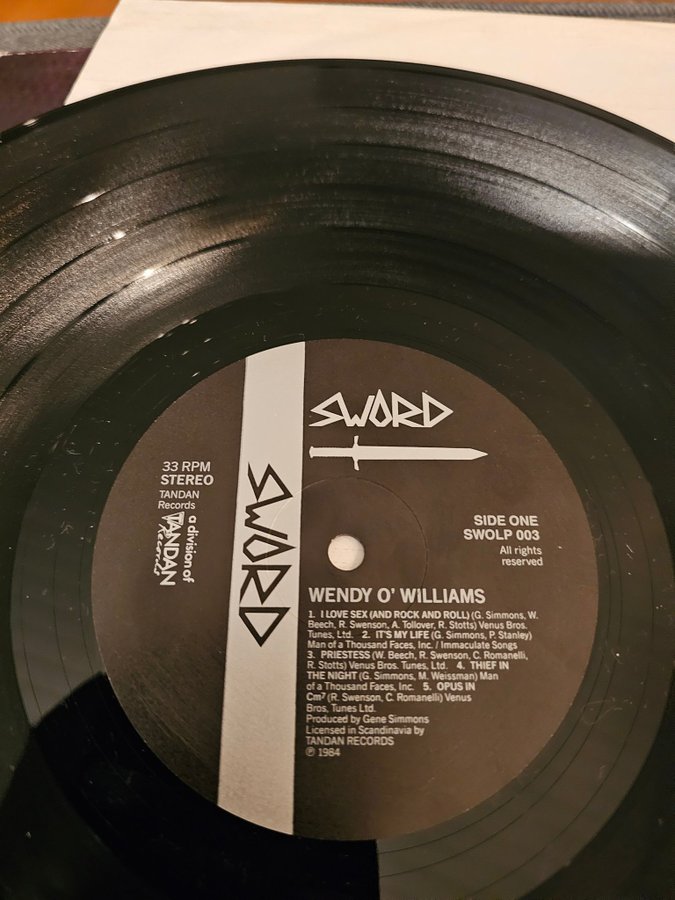 SWORD
33 RPM
STEREO
TANDAN
Records
a division of
TANDAN
Records
SWORD
SIDE ONE
SWOLP 003
All rights
reserved
WENDY O' WILLIAMS
1. I LOVE SEX (AND ROCK AND ROLL) (G. Simmons, W.
Beech, R. Swenson, A. Tollover, R. Stotts) Venus Bros.
Tunes, Ltd. 2. IT'S MY LIFE (G. Simmons, P. Stanley)
Man of a Thousand Faces, Inc. / Immaculate Songs
3. PRIESTESS (W. Beech, R. Swenson, C. Romanelli,
R. Stotts) Venus Bros. Tunes, Ltd. 4. THIEF IN
THE NIGHT (G. Simmons, M. Weissman) Man
of a Thousand Faces, Inc. 5. OPUS IN
Cm7 (R. Swenson, C. Romanelli) Venus
Bros, Tunes Ltd.
Produced by Gene Simmons
Licensed in Scandinavia by
TANDAN RECORDS
℗ 1984